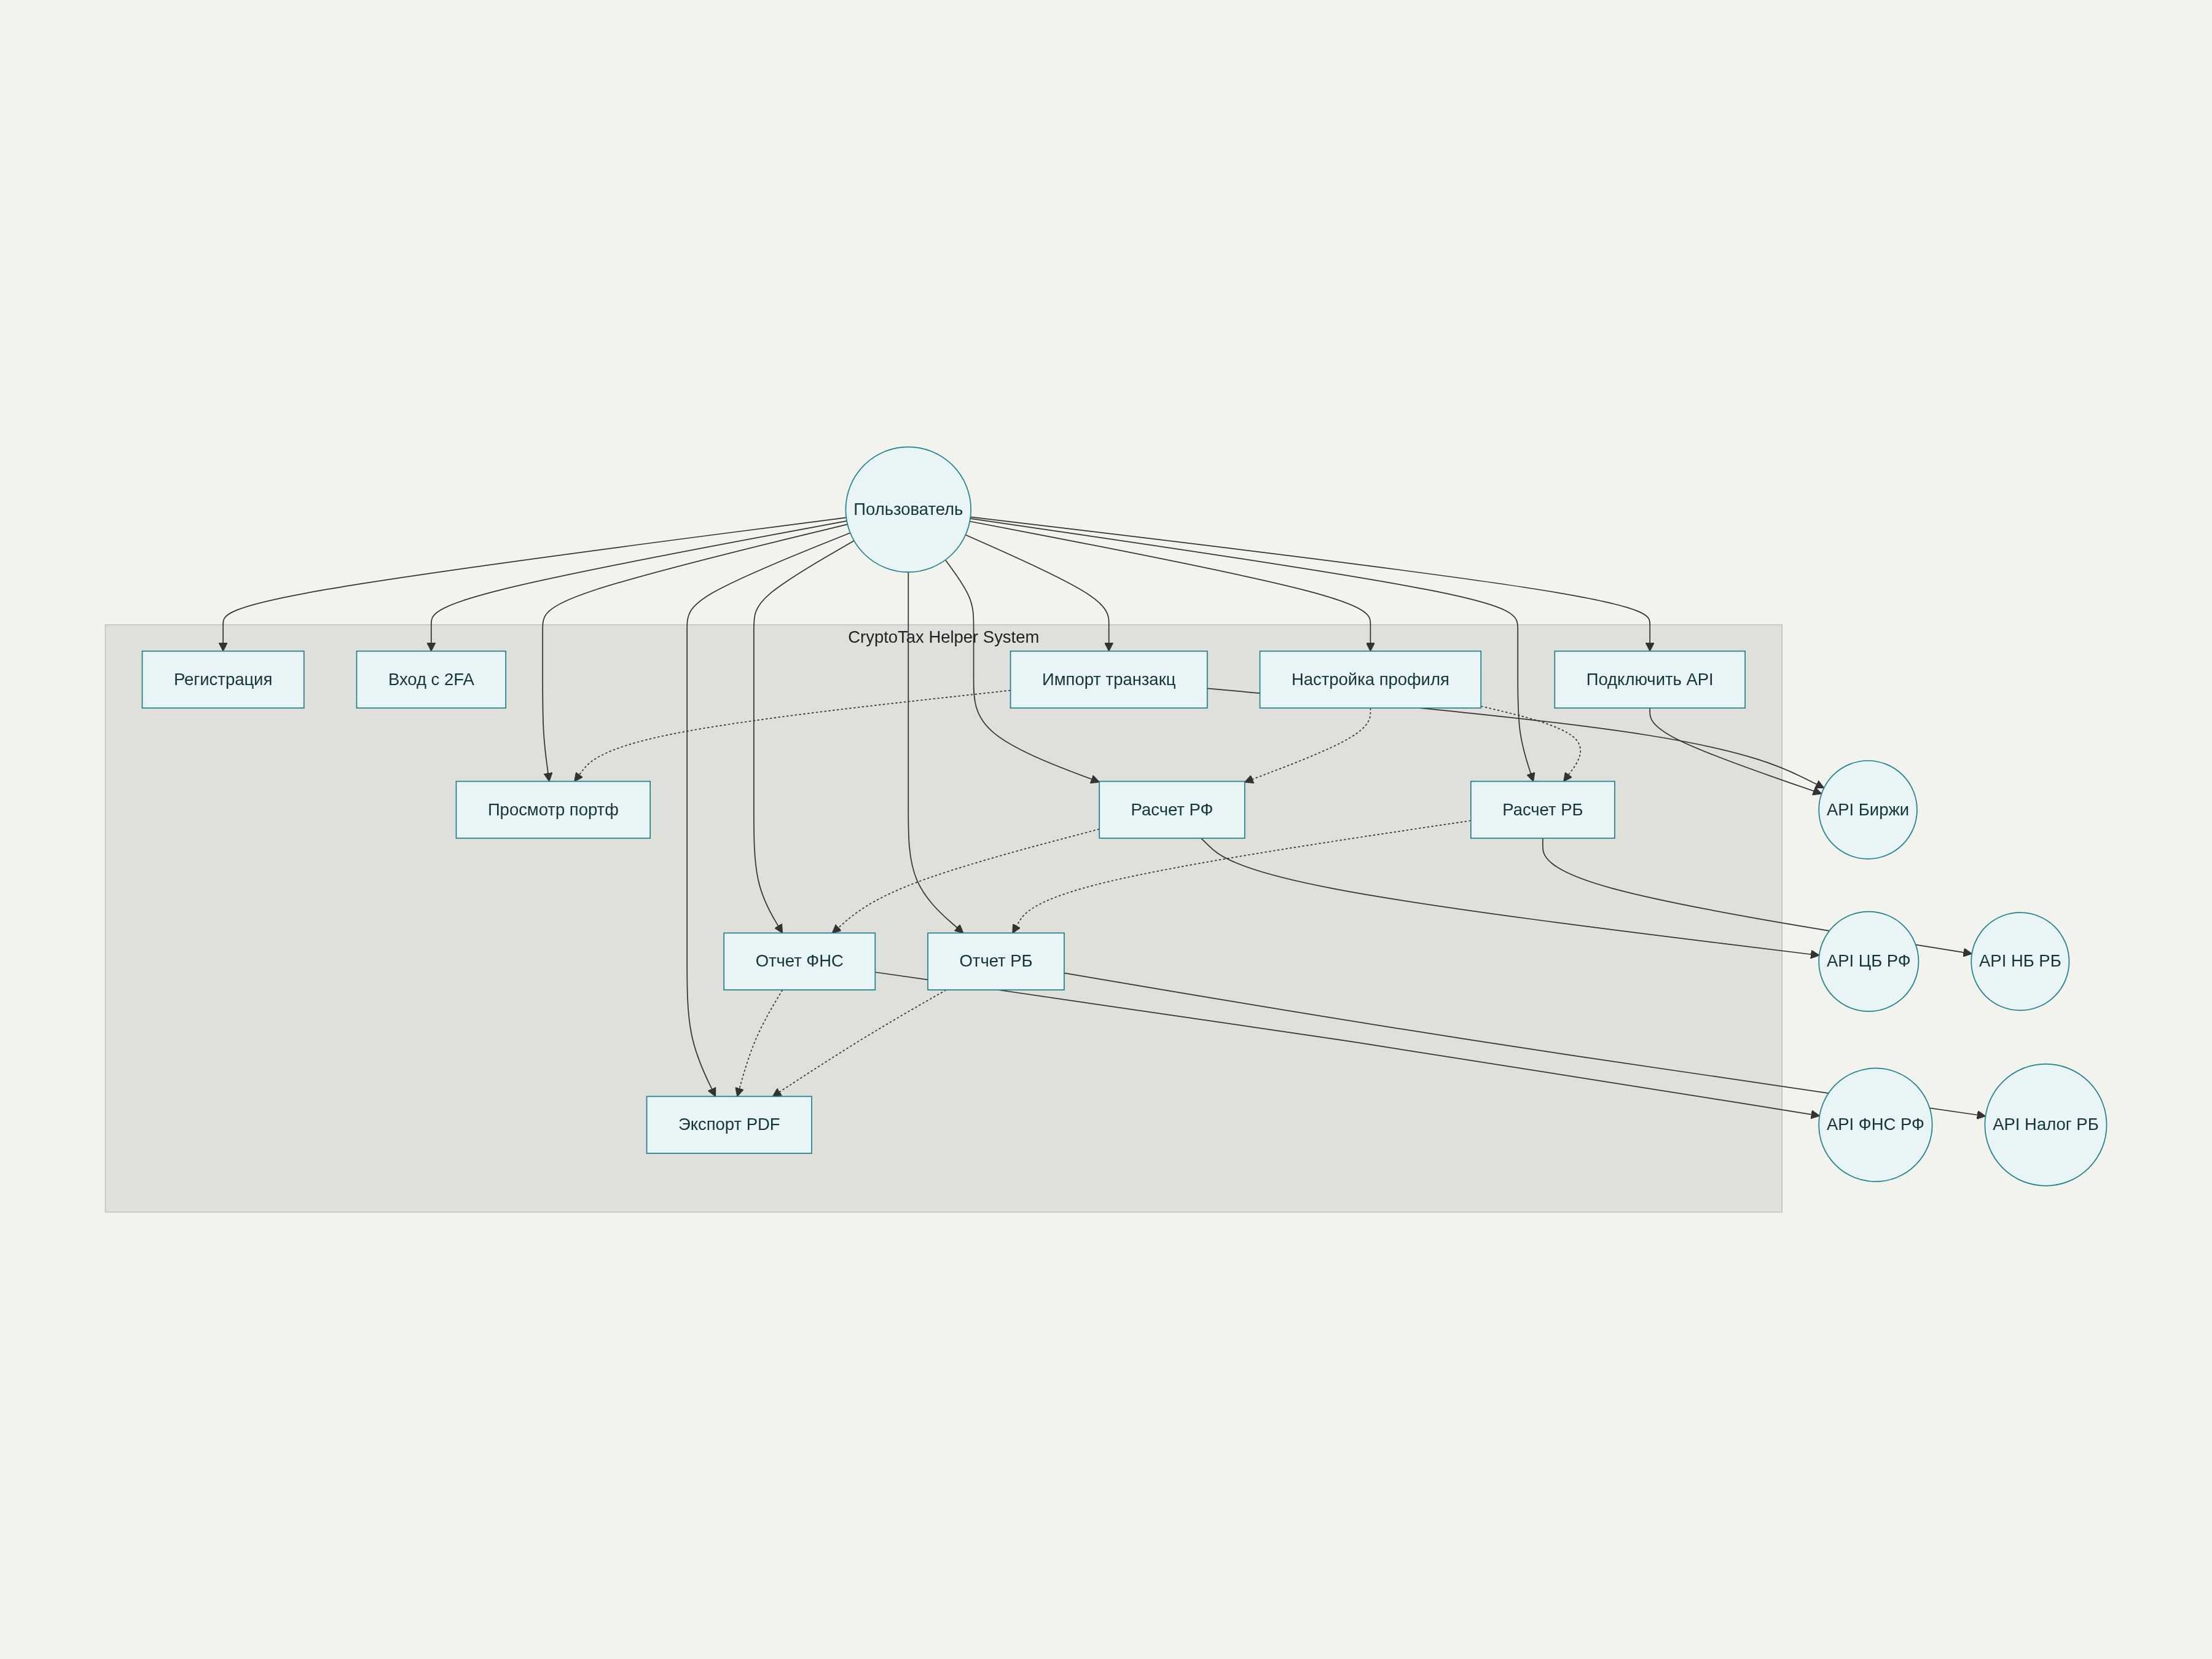 Пользователь
CryptoTax Helper System
Регистрация
Вход с 2FA
Импорт транзакц
Настройка профиля
Подключить API
Просмотр портф
Расчет РФ
Расчет РБ
API Биржи
Отчет ФНС
Отчет РБ
API ЦБ РФ
API НБ РБ
Экспорт PDF
API ФНС РФ
API Налог РБ